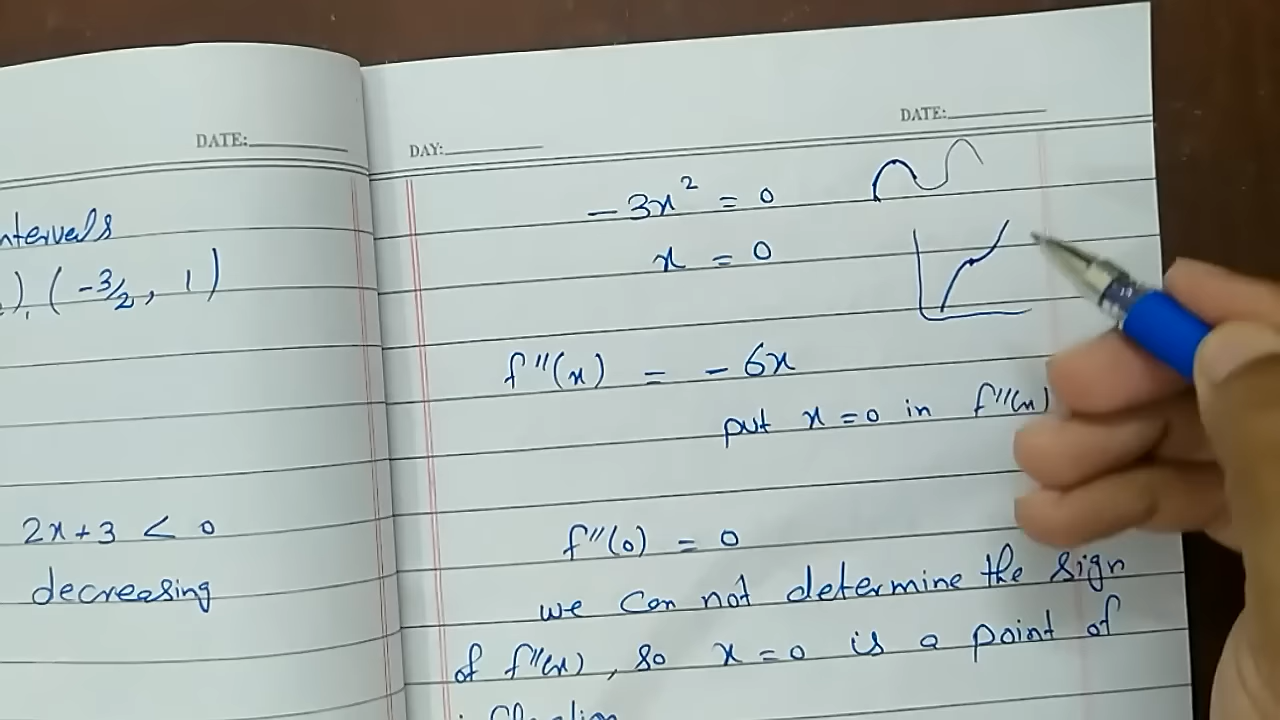 DATE:
ntervals
), (-3/2, 1)
2x+3 < 0
decreasing
DAY:
DATE:
-3x² = 0
x = 0
f''(x) = -6x
put x=0 in f''(x)
f''(0) = 0
we can not determine the sign
of f''(x), so x=0 is a point of